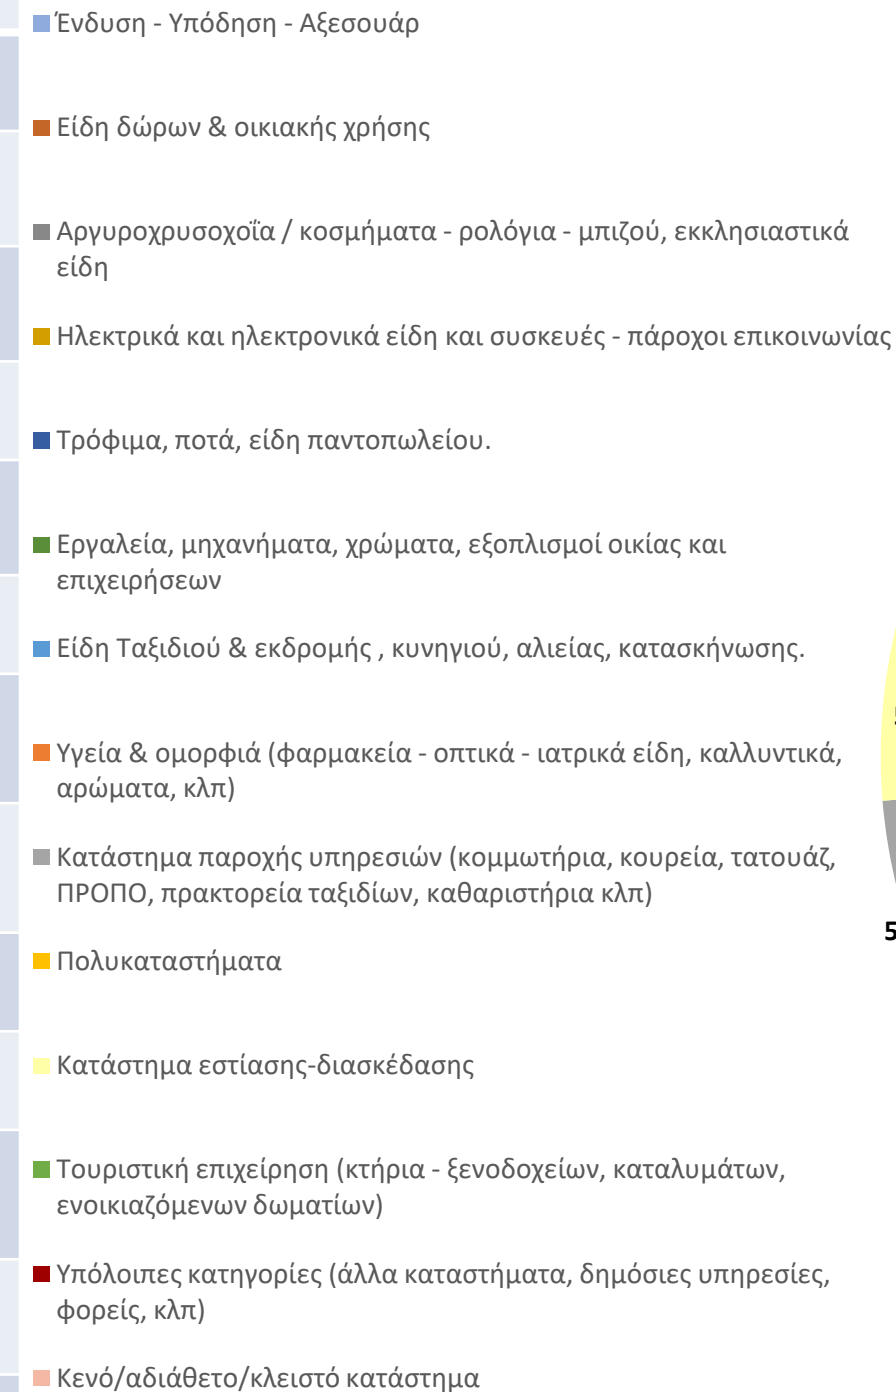 Ένδυση - Υπόδηση - Αξεσουάρ
Είδη δώρων & οικιακής χρήσης
Αργυροχρυσοχοΐα / κοσμήματα - ρολόγια - μπιζού, εκκλησιαστικά
είδη
Ηλεκτρικά και ηλεκτρονικά είδη και συσκευές - πάροχοι επικοινωνίας
Τρόφιμα, ποτά, είδη παντοπωλείου.
Εργαλεία, μηχανήματα, χρώματα, εξοπλισμοί οικίας και
επιχειρήσεων
Είδη Ταξιδιού & εκδρομής , κυνηγιού, αλιείας, κατασκήνωσης.
Υγεία & ομορφιά (φαρμακεία - οπτικά - ιατρικά είδη, καλλυντικά,
αρώματα, κλπ)
Κατάστημα παροχής υπηρεσιών (κομμωτήρια, κουρεία, τατουάζ,
ΠΡΟΠΟ, πρακτορεία ταξιδίων, καθαριστήρια κλπ)
5
Πολυκαταστήματα
Κατάστημα εστίασης-διασκέδασης
Τουριστική επιχείρηση (κτήρια - ξενοδοχείων, καταλυμάτων,
ενοικιαζόμενων δωματίων)
Υπόλοιπες κατηγορίες (άλλα καταστήματα, δημόσιες υπηρεσίες,
φορείς, κλπ)
Κενό/αδιάθετο/κλειστό κατάστημα